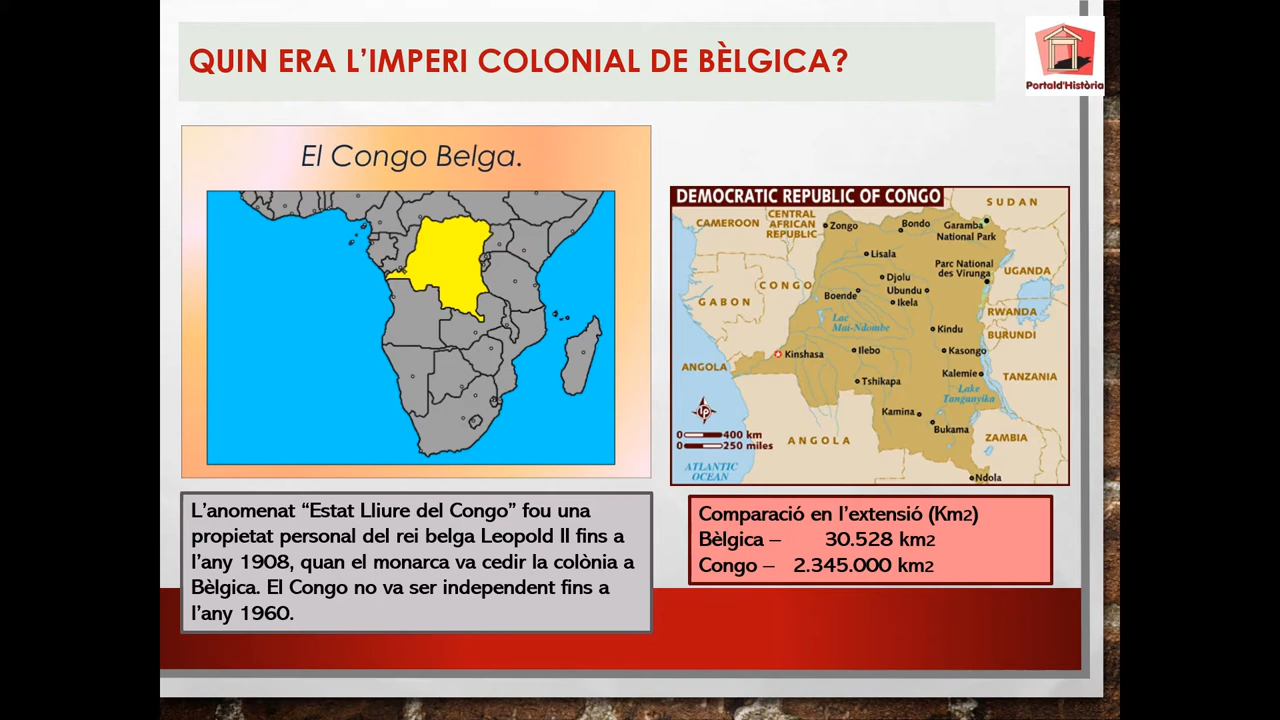 QUIN ERA L’IMPERI COLONIAL DE BÈLGICA?
Portald'Història
El Congo Belga.
DEMOCRATIC REPUBLIC OF CONGO
SUDAN
CAMEROON
CENTRAL
AFRICAN
REPUBLIC
Zongo
Bondo
Garamba
National Park
Lisala
Parc National
des Virunga
UGANDA
CONGO
Djolu
Boende
Ubundu
Ikela
GABON
RWANDA
Lac
Mai-Ndombe
Kindu
BURUNDI
Kinshasa
Ilebo
Kasongo
ANGOLA
Kalemie
TANZANIA
Tshikapa
Lake
Tanganyika
Kamina
lp
Bukama
0 400 km
0 250 miles
ANGOLA
ZAMBIA
ATLANTIC
OCEAN
Ndola
L’anomenat “Estat Lliure del Congo” fou una
propietat personal del rei belga Leopold II fins a
l’any 1908, quan el monarca va cedir la colònia a
Bèlgica. El Congo no va ser independent fins a
l’any 1960.
Comparació en l’extensió (Km2)
Bèlgica – 30.528 km2
Congo – 2.345.000 km2